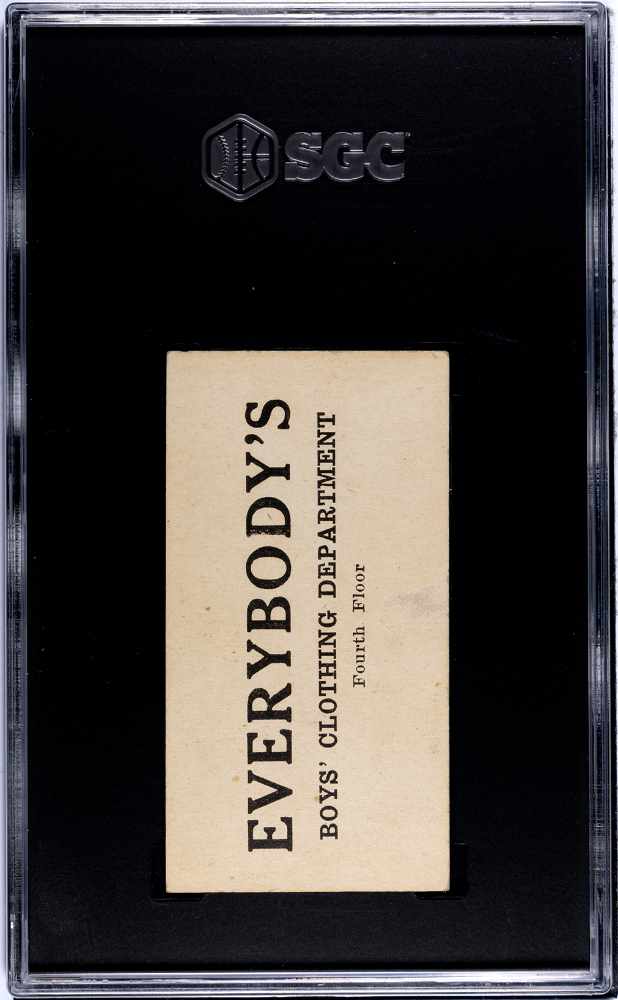 SGC
EVERYBODY'S
BOYS' CLOTHING DEPARTMENT
Fourth Floor